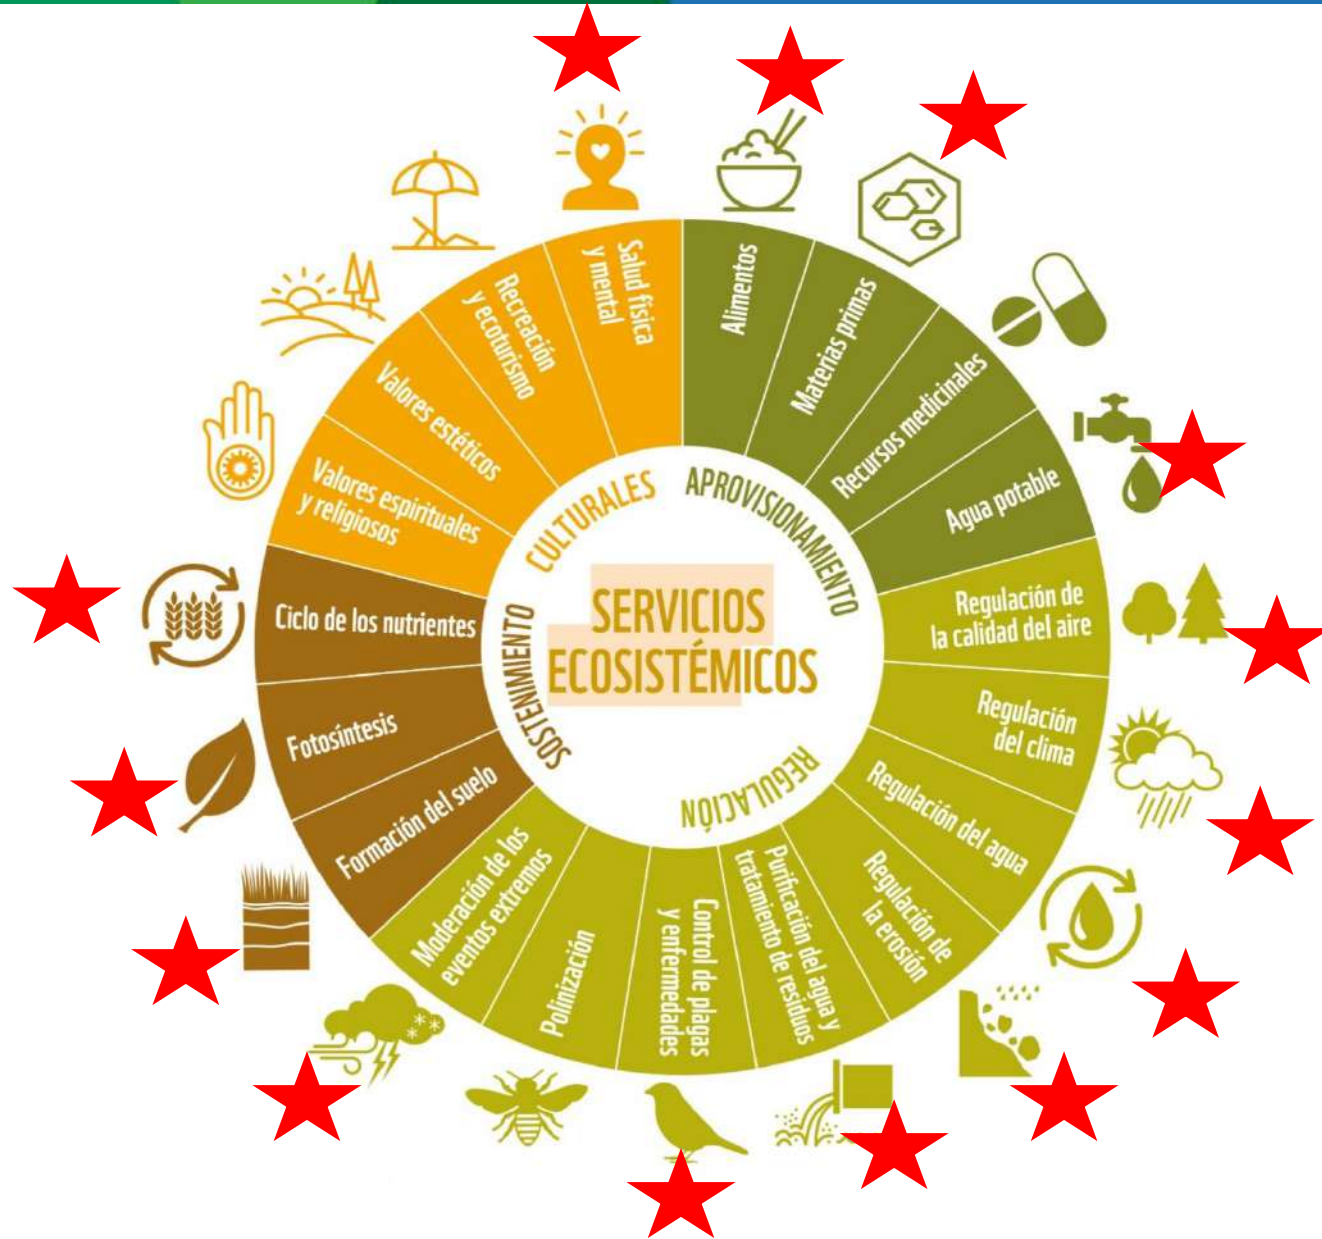 Salud física
y mental
Recreación
y ecoturismo
Valores estéticos
Valores espirituales
y religiosos
Alimentos
Materias primas
Recursos medicinales
Agua potable
CULTURALES
APROVISIONAMIENTO
SERVICIOS
ECOSISTÉMICOS
SOSTENIMIENTO
REGULACIÓN
Regulación de
la calidad del aire
Regulación
del clima
Regulación del agua
Regulación de
la erosión
Purificación del agua y
tratamiento de residuos
Control de plagas
y enfermedades
Polinización
Moderación de los
eventos extremos
Formación del suelo
Fotosíntesis
Ciclo de los nutrientes